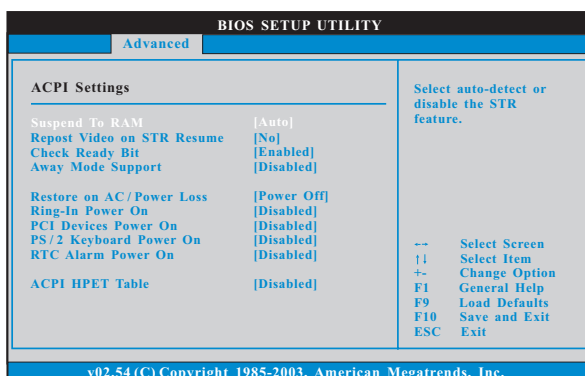 BIOS SETUP UTILITY
Advanced
ACPI Settings
Suspend To RAM [Auto]
Repost Video on STR Resume [No]
Check Ready Bit [Enabled]
Away Mode Support [Disabled]
Restore on AC / Power Loss [Power Off]
Ring-In Power On [Disabled]
PCI Devices Power On [Disabled]
PS / 2 Keyboard Power On [Disabled]
RTC Alarm Power On [Disabled]
ACPI HPET Table [Disabled]
Select auto-detect or
disable the STR
feature.
←→ Select Screen
↑↓ Select Item
+- Change Option
F1 General Help
F9 Load Defaults
F10 Save and Exit
ESC Exit
v02.54 (C) Copyright 1985-2003, American Megatrends, Inc.